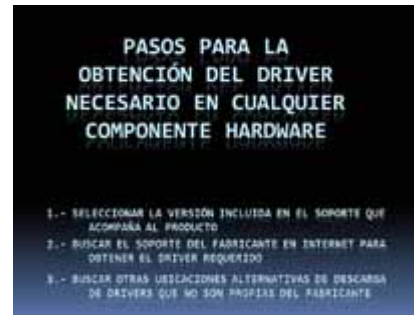 PASOS PARA LA
OBTENCIÓN DEL DRIVER
NECESARIO EN CUALQUIER
COMPONENTE HARDWARE
1.- SELECCIONAR LA VERSIÓN INCLUIDA EN EL SOPORTE QUE
ACOMPAÑA AL PRODUCTO
2.- BUSCAR EL SOPORTE DEL FABRICANTE EN INTERNET PARA
OBTENER EL DRIVER REQUERIDO
3.- BUSCAR OTRAS UBICACIONES ALTERNATIVAS DE DESCARGA
DE DRIVERS QUE NO SON PROPIAS DEL FABRICANTE